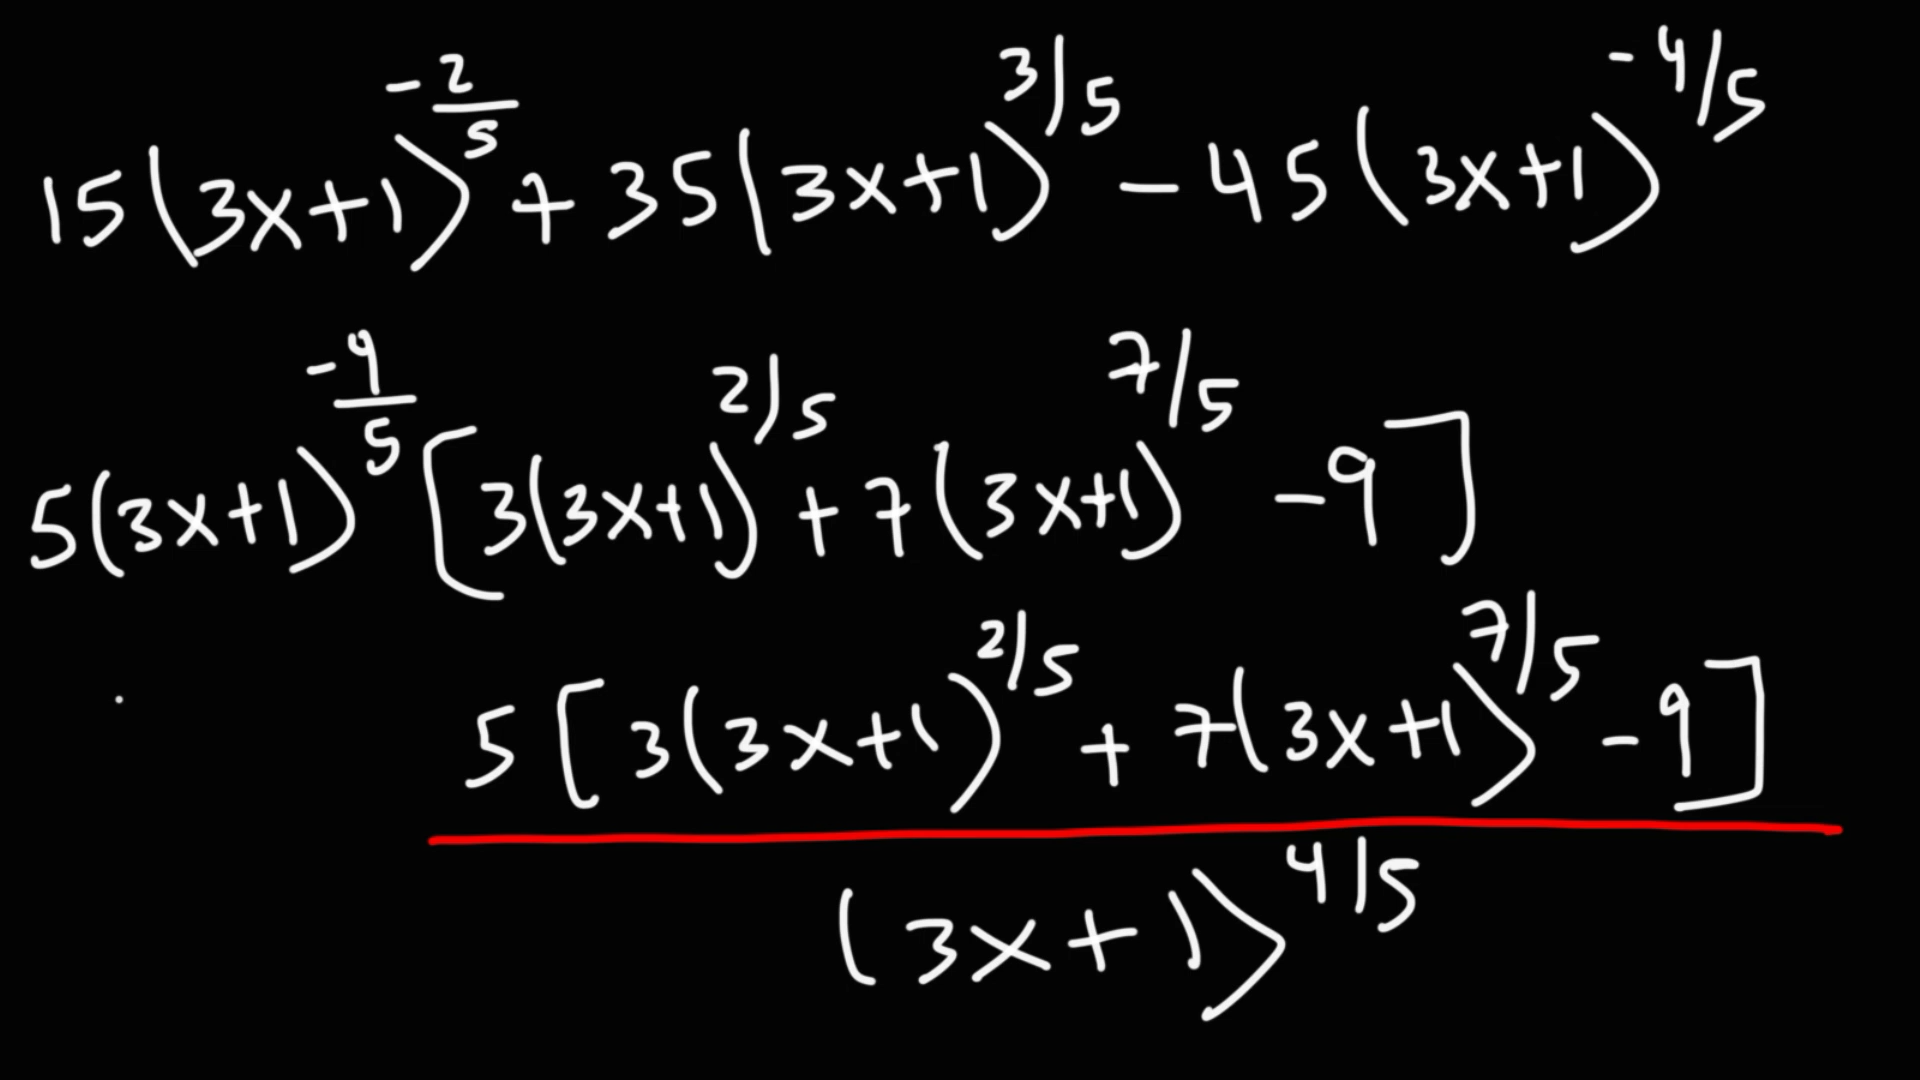 15(3x+1)^(-2/5) + 35(3x+1)^(3/5) - 45(3x+1)^(-4/5)
5(3x+1)^(-4/5) [3(3x+1)^(2/5) + 7(3x+1)^(7/5) - 9]
5[3(3x+1)^(2/5) + 7(3x+1)^(7/5) - 9]
(3x+1)^(4/5)